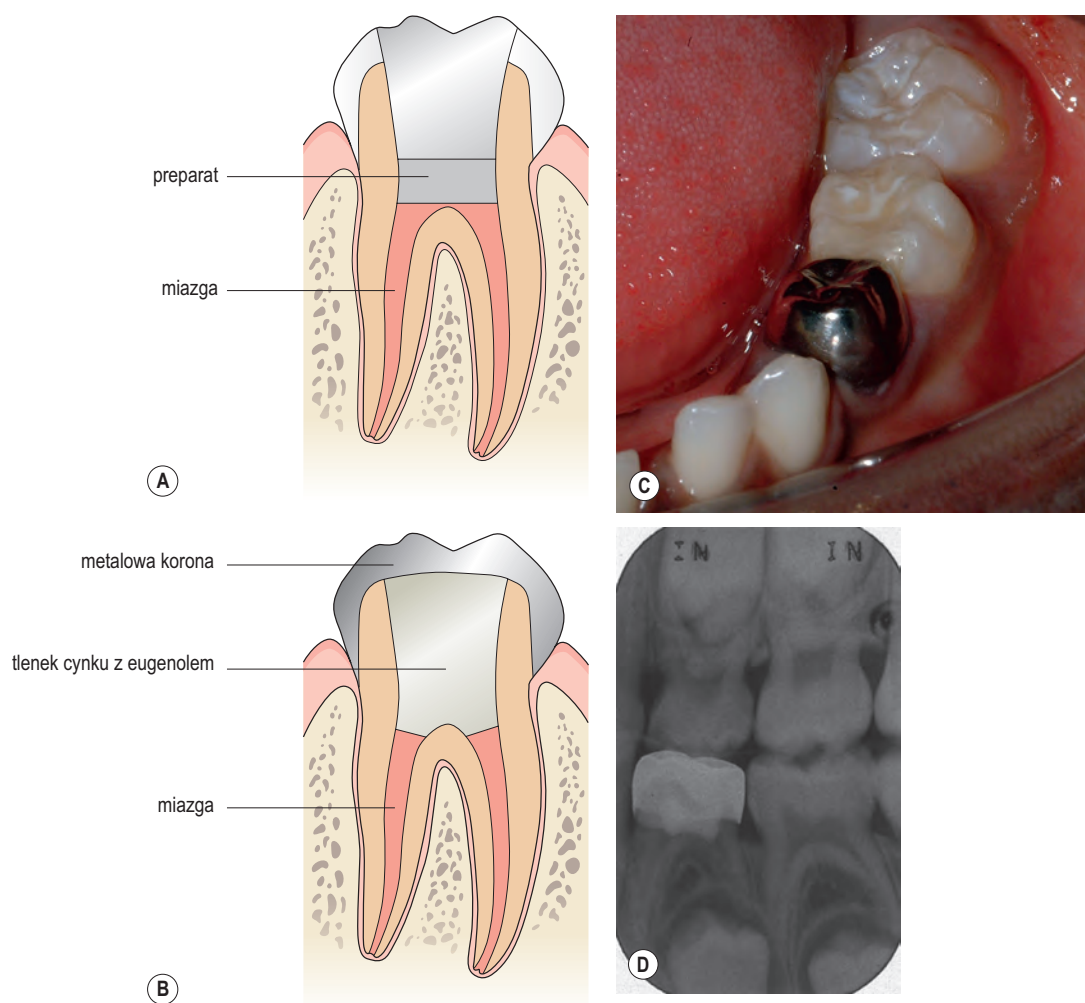 preparat
miazga
A
metalowa korona
tlenek cynku z eugenolem
miazga
B
C
IN
IN
D